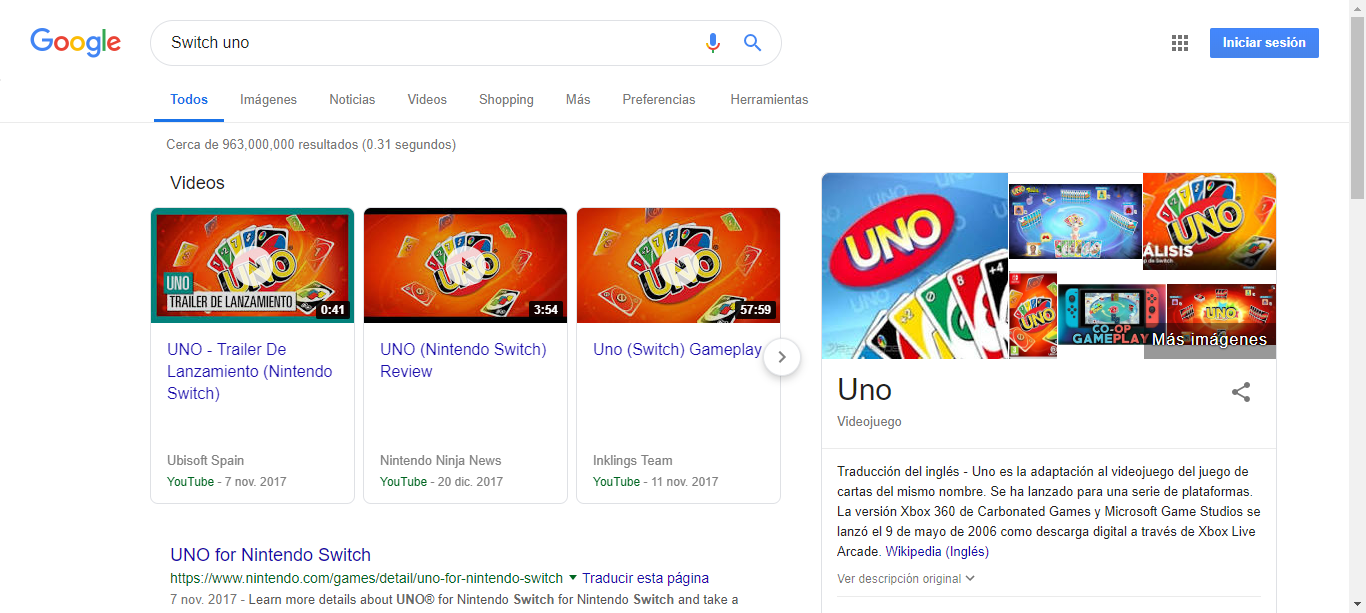 Google
Switch uno
Iniciar sesión
Todos
Imágenes
Noticias
Videos
Shopping
Más
Preferencias
Herramientas
Cerca de 963,000,000 resultados (0.31 segundos)
Videos
UNO
UNO
TRAILER DE LANZAMIENTO
0:41
UNO - Trailer De
Lanzamiento (Nintendo
Switch)
Ubisoft Spain
YouTube - 7 nov. 2017
UNO
3:54
UNO (Nintendo Switch)
Review
Nintendo Ninja News
YouTube - 20 dic. 2017
UNO
57:59
Uno (Switch) Gameplay
Inklings Team
YouTube - 11 nov. 2017
UNO for Nintendo Switch
https://www.nintendo.com/games/detail/uno-for-nintendo-switch Traducir esta página
7 nov. 2017 - Learn more details about UNO® for Nintendo Switch for Nintendo Switch and take a
UNO
+4
UNO
ÁLISIS
UNO
CO-OP
GAMEPLAY
UNO
Más imágenes
Uno
Videojuego
Traducción del inglés - Uno es la adaptación al videojuego del juego de
cartas del mismo nombre. Se ha lanzado para una serie de plataformas.
La versión Xbox 360 de Carbonated Games y Microsoft Game Studios se
lanzó el 9 de mayo de 2006 como descarga digital a través de Xbox Live
Arcade. Wikipedia (Inglés)
Ver descripción original